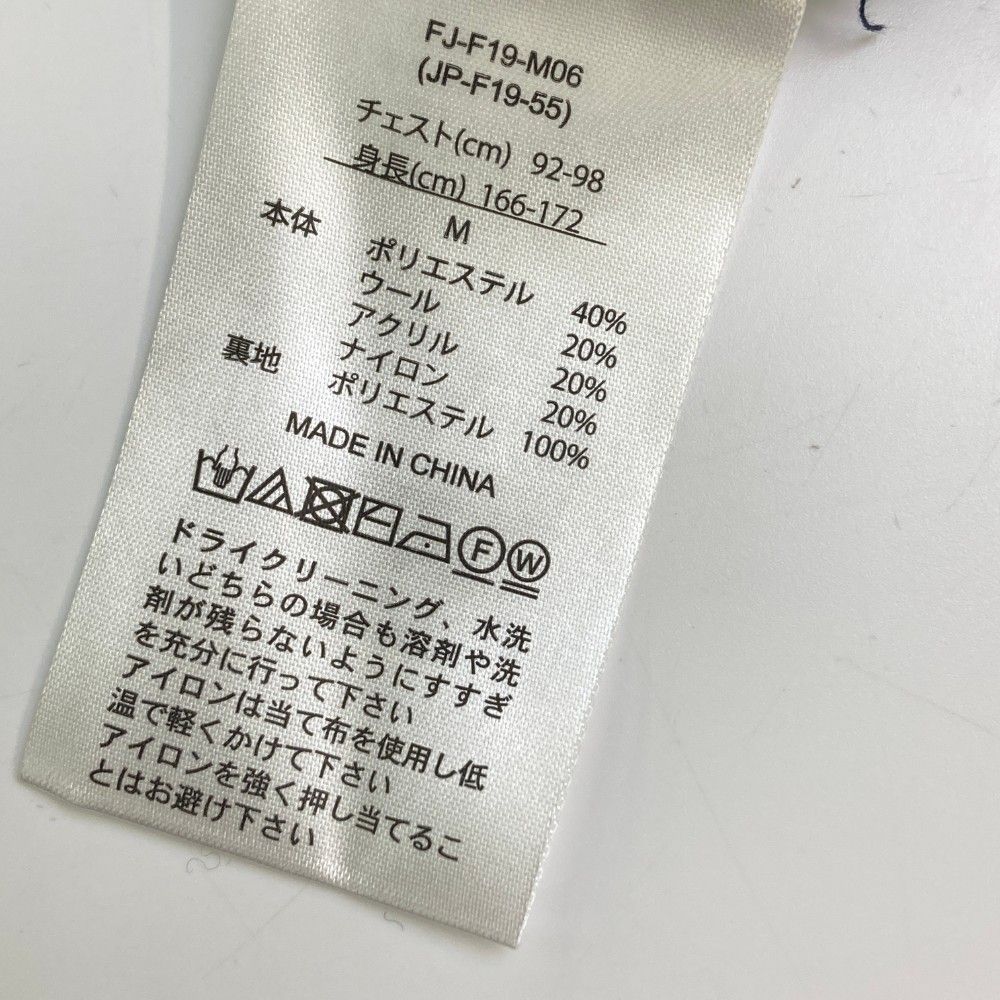 FJ-F19-M06
(JP-F19-55)
チェスト(cm) 92-98
身長(cm) 166-172
M
本体 ポリエステル 40%
ウール 20%
アクリル 20%
ナイロン 20%
裏地 ポリエステル 100%
MADE IN CHINA
F W
ドライクリーニング、水洗
いどちらの場合も溶剤や洗
剤が残らないようにすすぎ
を充分に行って下さい
アイロンは当て布を使用し低
温で軽くかけて下さい
アイロンを強く押し当てるこ
とはお避け下さい